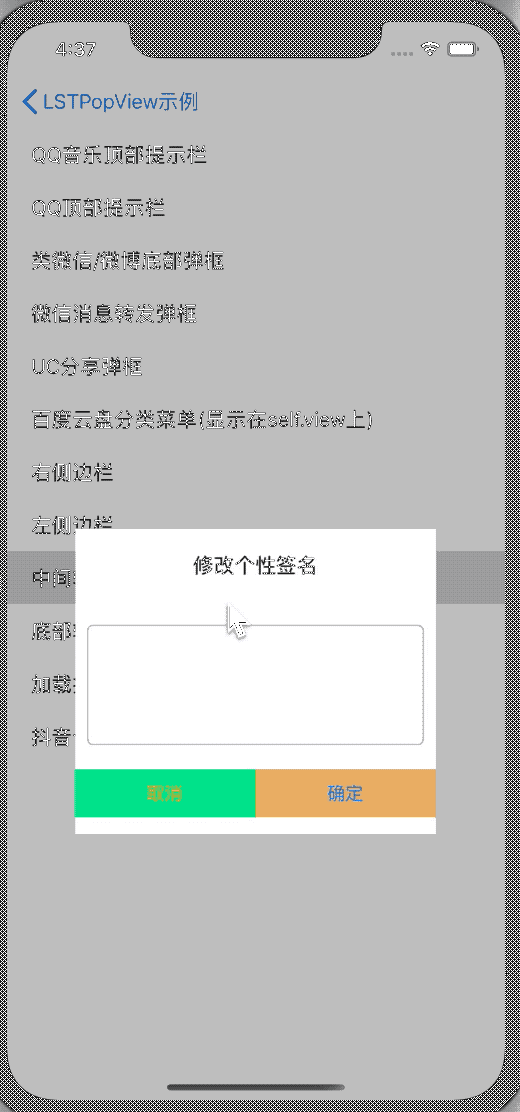 4:37
LSTPopView示例
QQ音乐顶部提示栏
QQ顶部提示栏
类微信/微博底部弹框
微信消息转发弹框
UC分享弹框
百度云盘分类菜单(显示在self.view上)
右侧边栏
左侧边栏
中间
修改个性签名
底部
加载
抖音
取消
确定